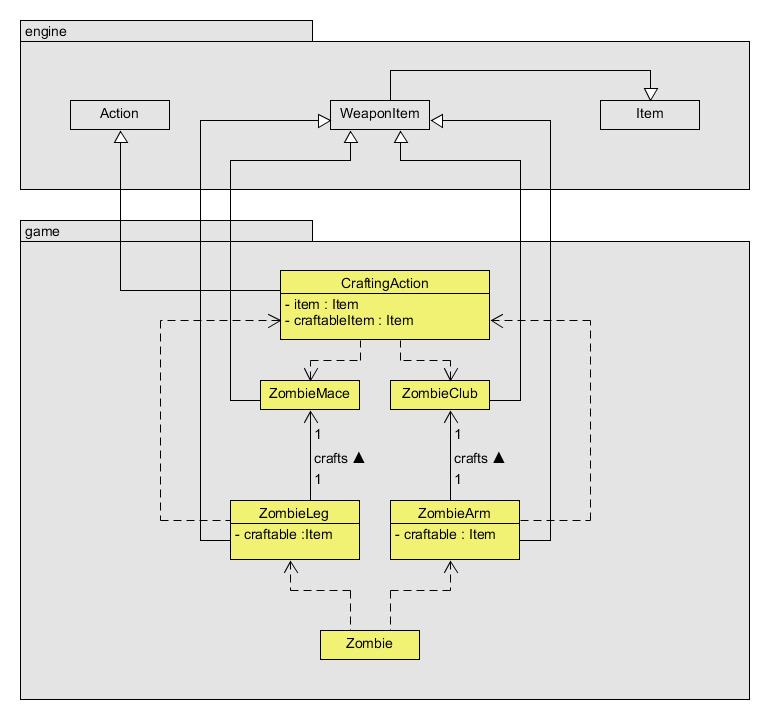 engine
Action
WeaponItem
Item
game
CraftingAction
- item : Item
- craftableItem : Item
ZombieMace
ZombieClub
1
1
crafts ▲
crafts ▲
1
1
ZombieLeg
ZombieArm
- craftable :Item
- craftable : Item
Zombie